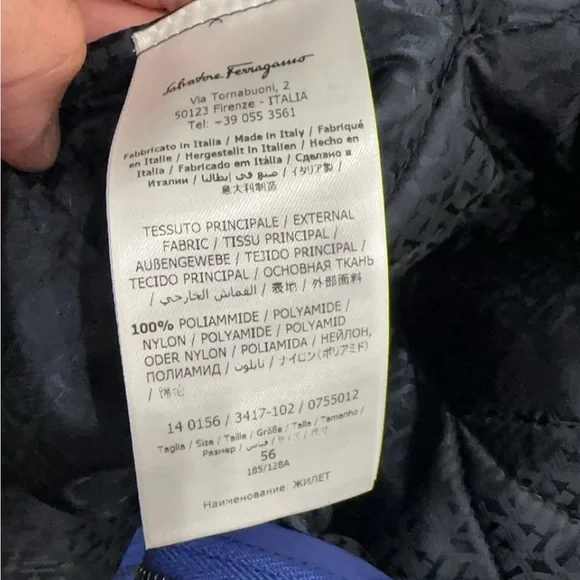 Salvatore Ferragamo
Via Tornabuoni, 2
50123 Firenze - ITALIA
Tel: +39 055 3561
Fabbricato in Italia / Made in Italy / Fabriqué
en Italie / Hergestellt in Italien / Hecho en
Italia / Fabricado em Itália / Сделано в
Италии / صنع في إيطاليا / イタリア製 /
意大利制造
TESSUTO PRINCIPALE / EXTERNAL
FABRIC / TISSU PRINCIPAL /
AUßENGEWEBE / TEJIDO PRINCIPAL /
TECIDO PRINCIPAL / ОСНОВНАЯ ТКАНЬ
/ القماش الخارجي / 表地 / 外部面料
100% POLIAMMIDE / POLYAMIDE /
NYLON / POLYAMIDE / POLYAMID
ODER NYLON / POLIAMIDA / НЕЙЛОН,
ПОЛИАМИД / نايلون / ナイロン(ポリアミド)
/ 锦纶
14 0156 / 3417-102 / 0755012
Taglia / Size / Taille / Größe / Talla / Tamanho /
Размер / サイズ / 尺寸
56
185/128A
Наименование: ЖИЛЕТ